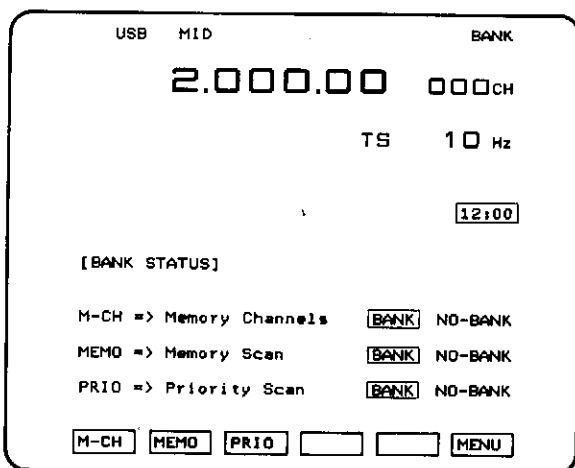 USB MID BANK
2.000.00 000CH
TS 10 Hz
12:00
[BANK STATUS]
M-CH => Memory Channels BANK NO-BANK
MEMO => Memory Scan BANK NO-BANK
PRIO => Priority Scan BANK NO-BANK
M-CH MEMO PRIO MENU